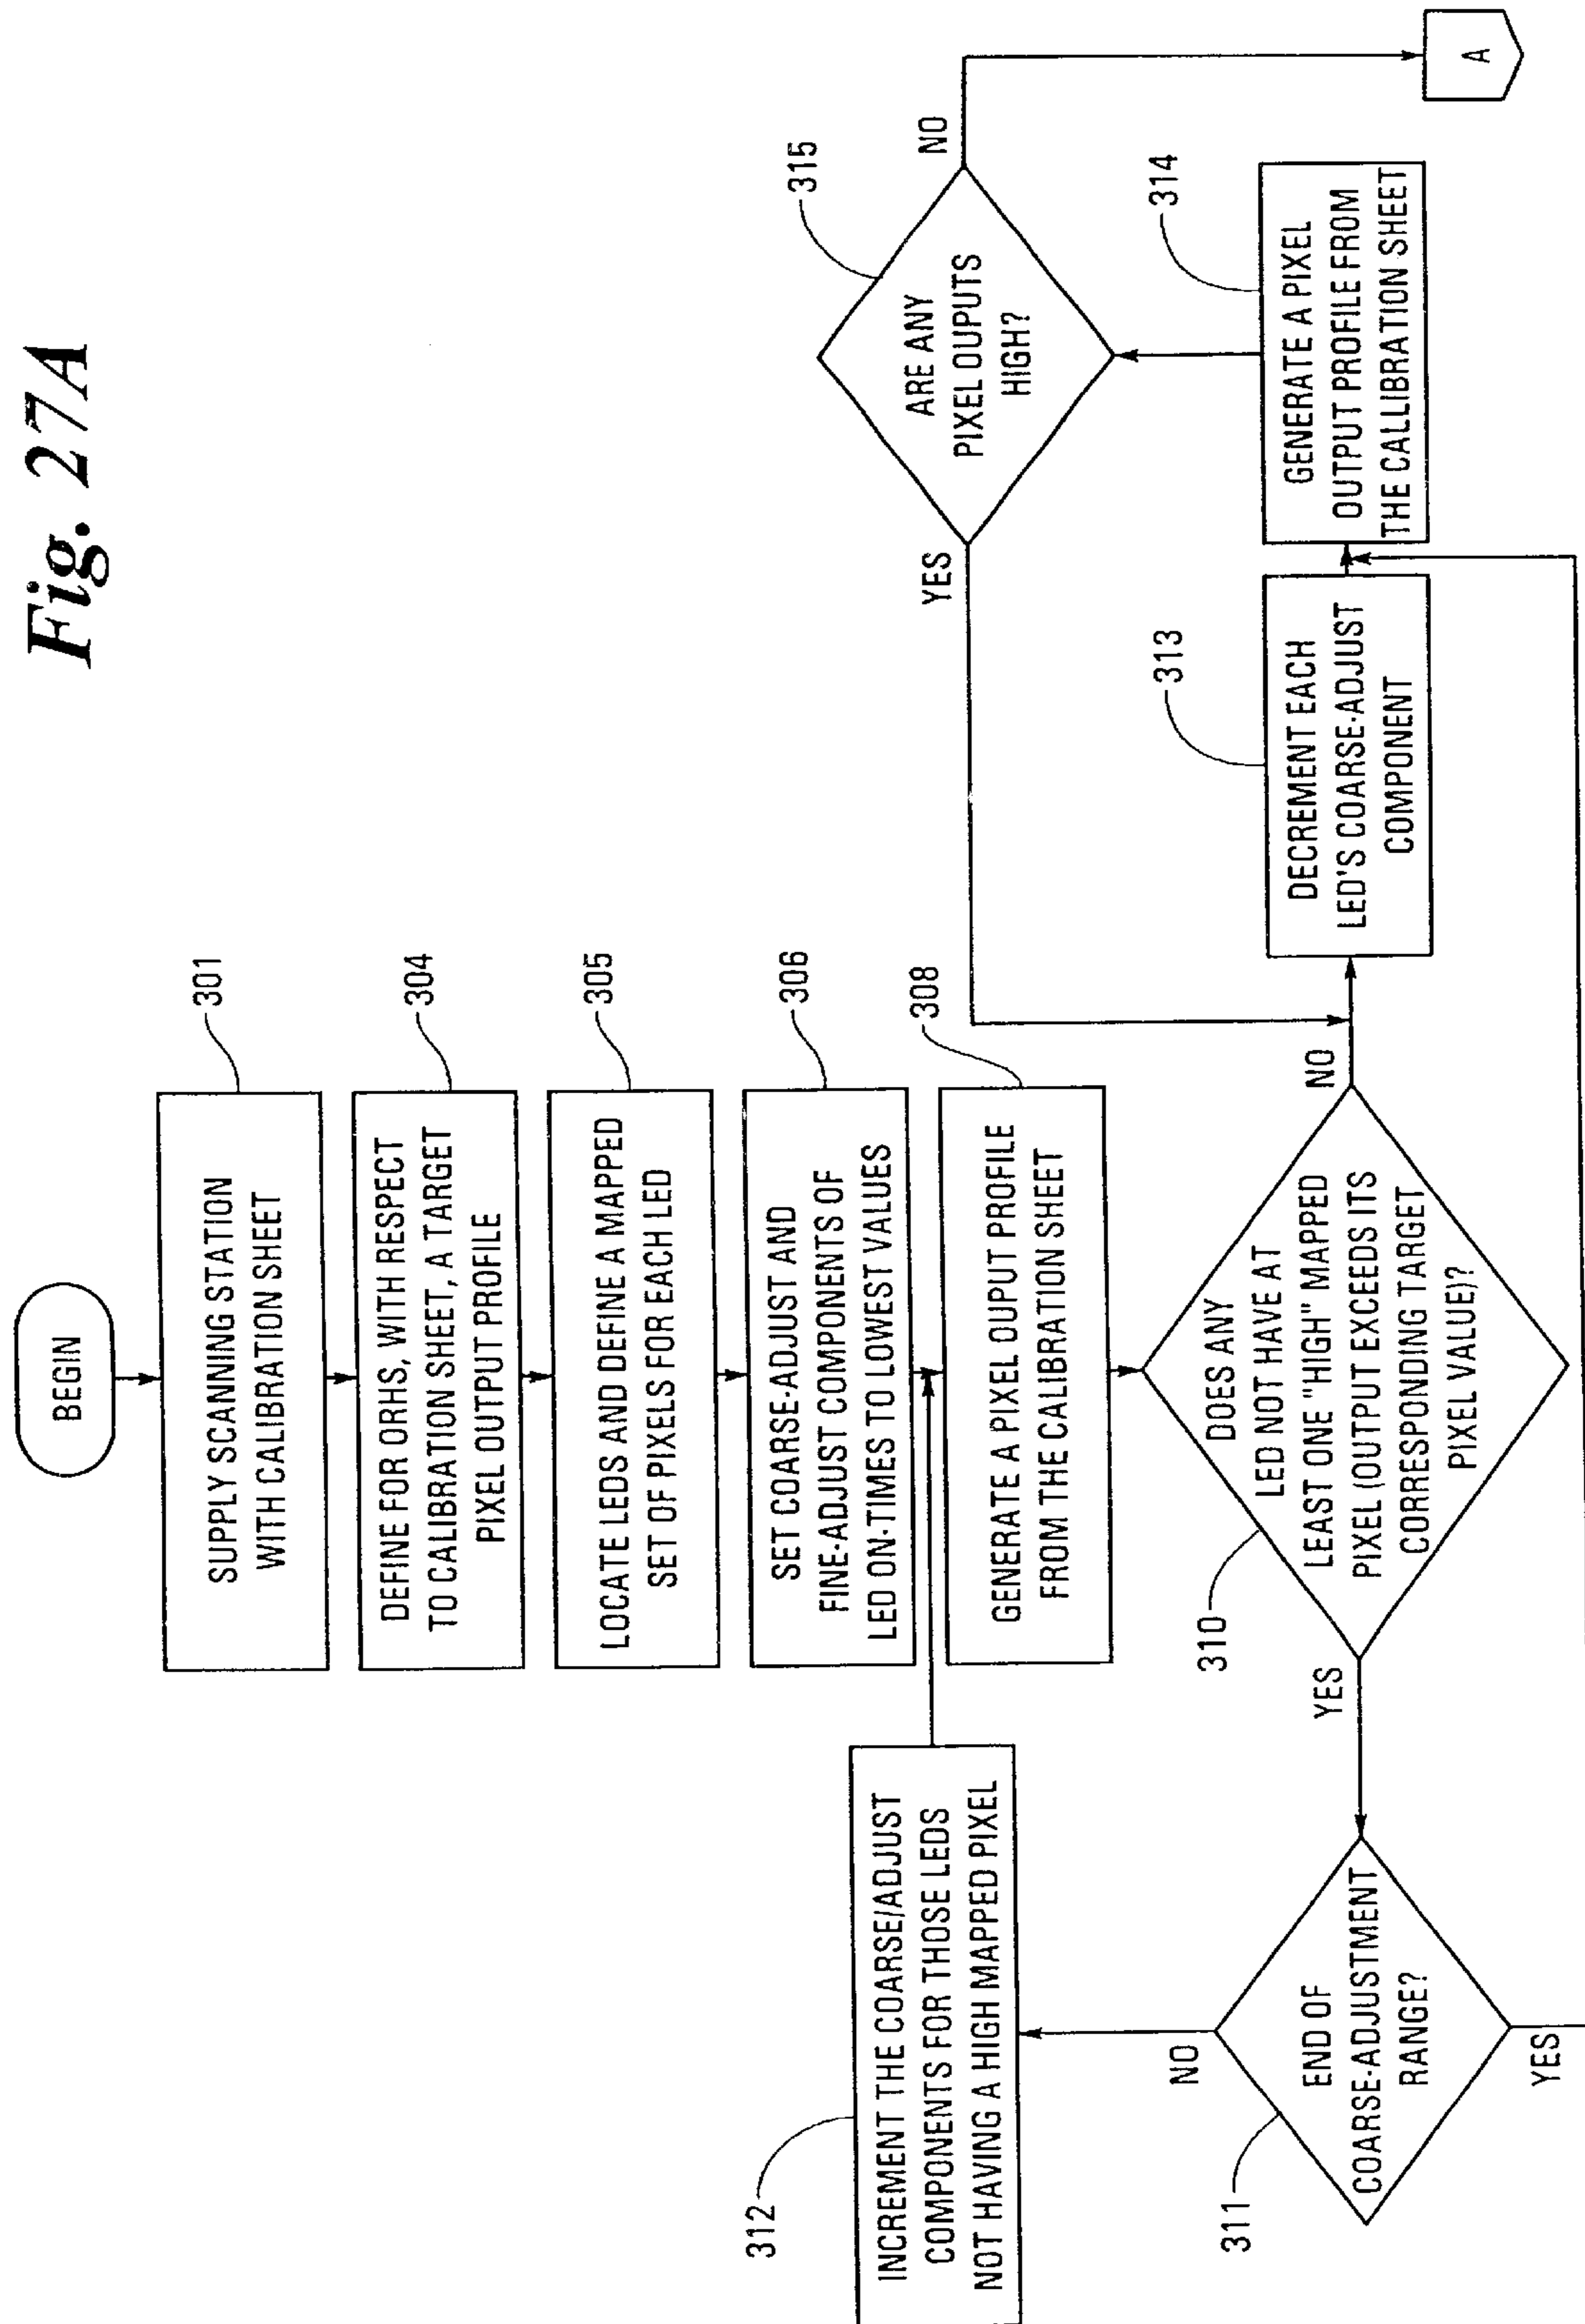 Fig. 27A
BEGIN
SUPPLY SCANNING STATION
WITH CALIBRATION SHEET
301
DEFINE FOR ORHS, WITH RESPECT
TO CALIBRATION SHEET, A TARGET
PIXEL OUTPUT PROFILE
304
LOCATE LEDS AND DEFINE A MAPPED
SET OF PIXELS FOR EACH LED
305
SET COARSE-ADJUST AND
FINE-ADJUST COMPONENTS OF
LED ON-TIMES TO LOWEST VALUES
306
GENERATE A PIXEL OUPUT PROFILE
FROM THE CALIBRATION SHEET
308
DOES ANY
LED NOT HAVE AT
LEAST ONE "HIGH" MAPPED
PIXEL (OUTPUT EXCEEDS ITS
CORRESPONDING TARGET
PIXEL VALUE)?
310
YES
NO
END OF
COARSE-ADJUSTMENT
RANGE?
311
NO
YES
INCREMENT THE COARSE/ADJUST
COMPONENTS FOR THOSE LEDS
NOT HAVING A HIGH MAPPED PIXEL
312
DECREMENT EACH
LED'S COARSE-ADJUST
COMPONENT
313
GENERATE A PIXEL
OUTPUT PROFILE FROM
THE CALLIBRATION SHEET
314
ARE ANY
PIXEL OUPUTS
HIGH?
315
YES
NO
A